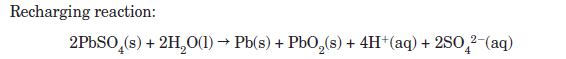 Recharging reaction:
2PbSO₄(s) + 2H₂O(l) → Pb(s) + PbO₂(s) + 4H⁺(aq) + 2SO₄²⁻(aq)